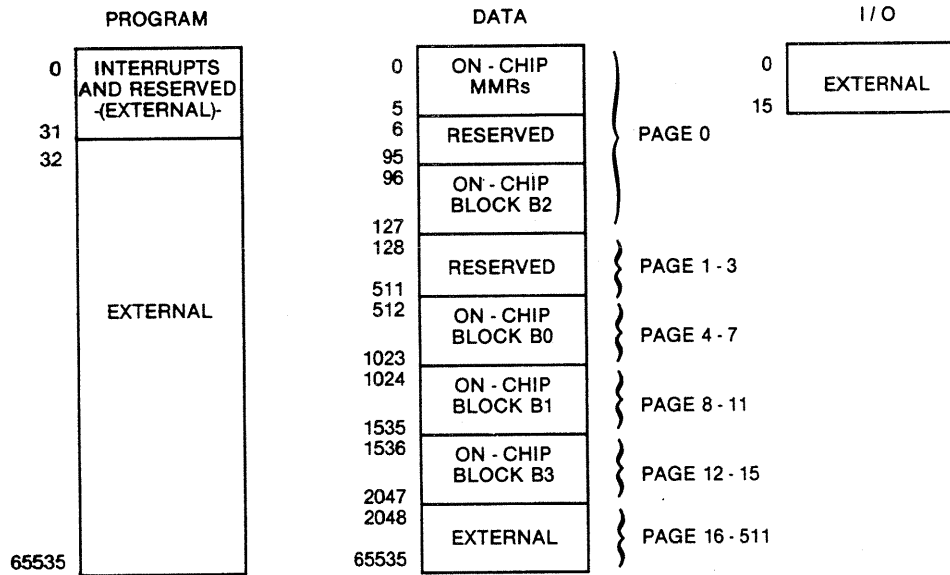 PROGRAM
0
INTERRUPTS
AND RESERVED
-(EXTERNAL)-
31
32
EXTERNAL
65535
DATA
0
ON - CHIP
MMRs
5
6
RESERVED
95
96
ON - CHIP
BLOCK B2
127
PAGE 0
128
RESERVED
511
PAGE 1 - 3
512
ON - CHIP
BLOCK B0
1023
PAGE 4 - 7
1024
ON - CHIP
BLOCK B1
1535
PAGE 8 - 11
1536
ON - CHIP
BLOCK B3
2047
PAGE 12 - 15
2048
EXTERNAL
65535
PAGE 16 - 511
I / O
0
EXTERNAL
15